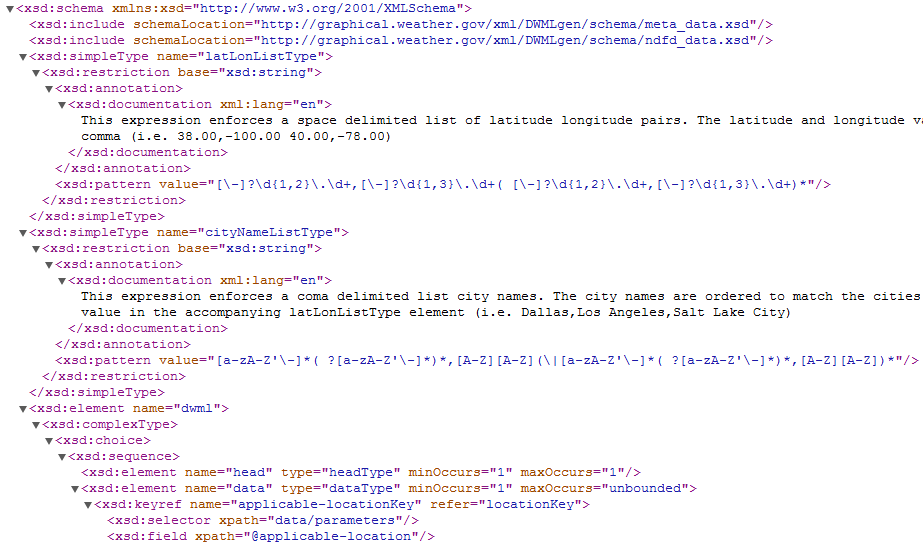 ▼<xsd:schema xmlns:xsd="http://www.w3.org/2001/XMLSchema">
<xsd:include schemaLocation="http://graphical.weather.gov/xml/DWMLgen/schema/meta_data.xsd"/>
<xsd:include schemaLocation="http://graphical.weather.gov/xml/DWMLgen/schema/ndfd_data.xsd"/>
▼<xsd:simpleType name="latLonListType">
▼<xsd:restriction base="xsd:string">
▼<xsd:annotation>
▼<xsd:documentation xml:lang="en">
This expression enforces a space delimited list of latitude longitude pairs. The latitude and longitude va
comma (i.e. 38.00,-100.00 40.00,-78.00)
</xsd:documentation>
</xsd:annotation>
<xsd:pattern value="[\-]?\d{1,2}\.\d+,[\-]?\d{1,3}\.\d+( [\-]?\d{1,2}\.\d+,[\-]?\d{1,3}\.\d+)*"/>
</xsd:restriction>
</xsd:simpleType>
▼<xsd:simpleType name="cityNameListType">
▼<xsd:restriction base="xsd:string">
▼<xsd:annotation>
▼<xsd:documentation xml:lang="en">
This expression enforces a coma delimited list city names. The city names are ordered to match the cities
value in the accompanying latLonListType element (i.e. Dallas,Los Angeles,Salt Lake City)
</xsd:documentation>
</xsd:annotation>
<xsd:pattern value="[a-zA-Z'\-]*( ?[a-zA-Z'\-]*)*,[A-Z][A-Z](\|[a-zA-Z'\-]*( ?[a-zA-Z'\-]*)*,[A-Z][A-Z])*"/>
</xsd:restriction>
</xsd:simpleType>
▼<xsd:element name="dwml">
▼<xsd:complexType>
▼<xsd:choice>
▼<xsd:sequence>
<xsd:element name="head" type="headType" minOccurs="1" maxOccurs="1"/>
▼<xsd:element name="data" type="dataType" minOccurs="1" maxOccurs="unbounded">
▼<xsd:keyref name="applicable-locationKey" refer="locationKey">
<xsd:selector xpath="data/parameters"/>
<xsd:field xpath="@applicable-location"/>